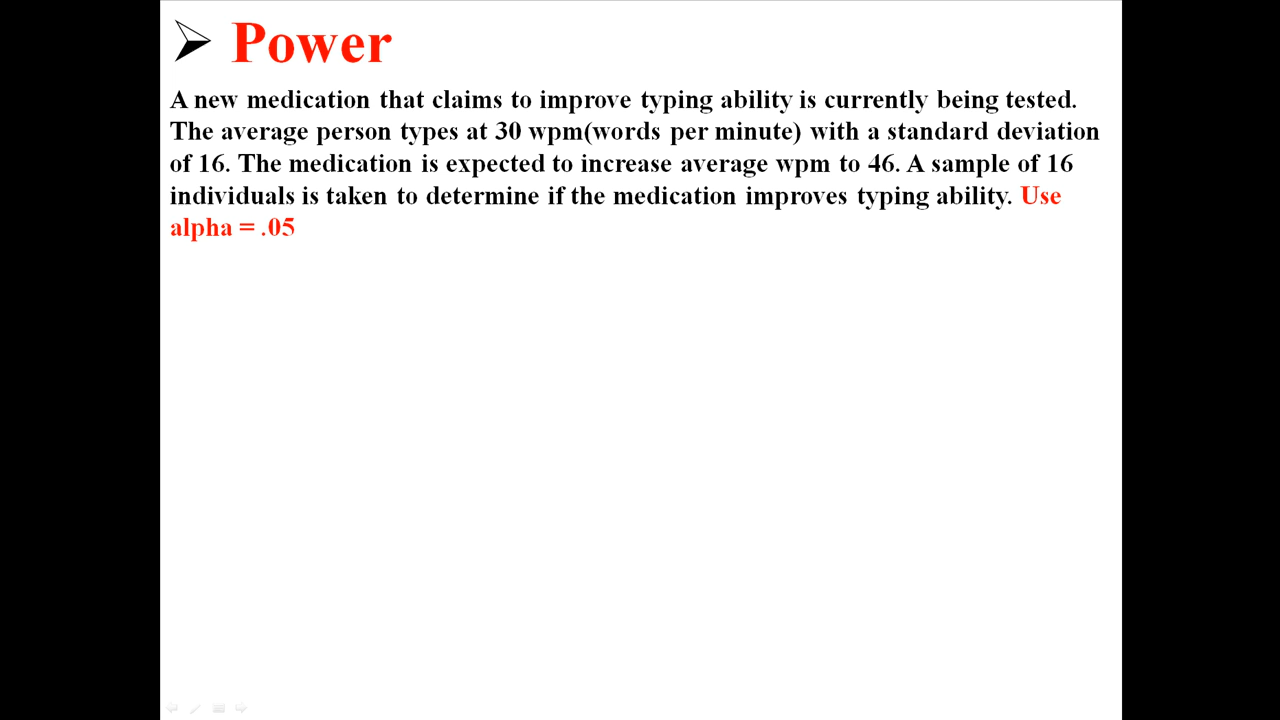 Power
A new medication that claims to improve typing ability is currently being tested.
The average person types at 30 wpm(words per minute) with a standard deviation
of 16. The medication is expected to increase average wpm to 46. A sample of 16
individuals is taken to determine if the medication improves typing ability. Use
alpha = .05